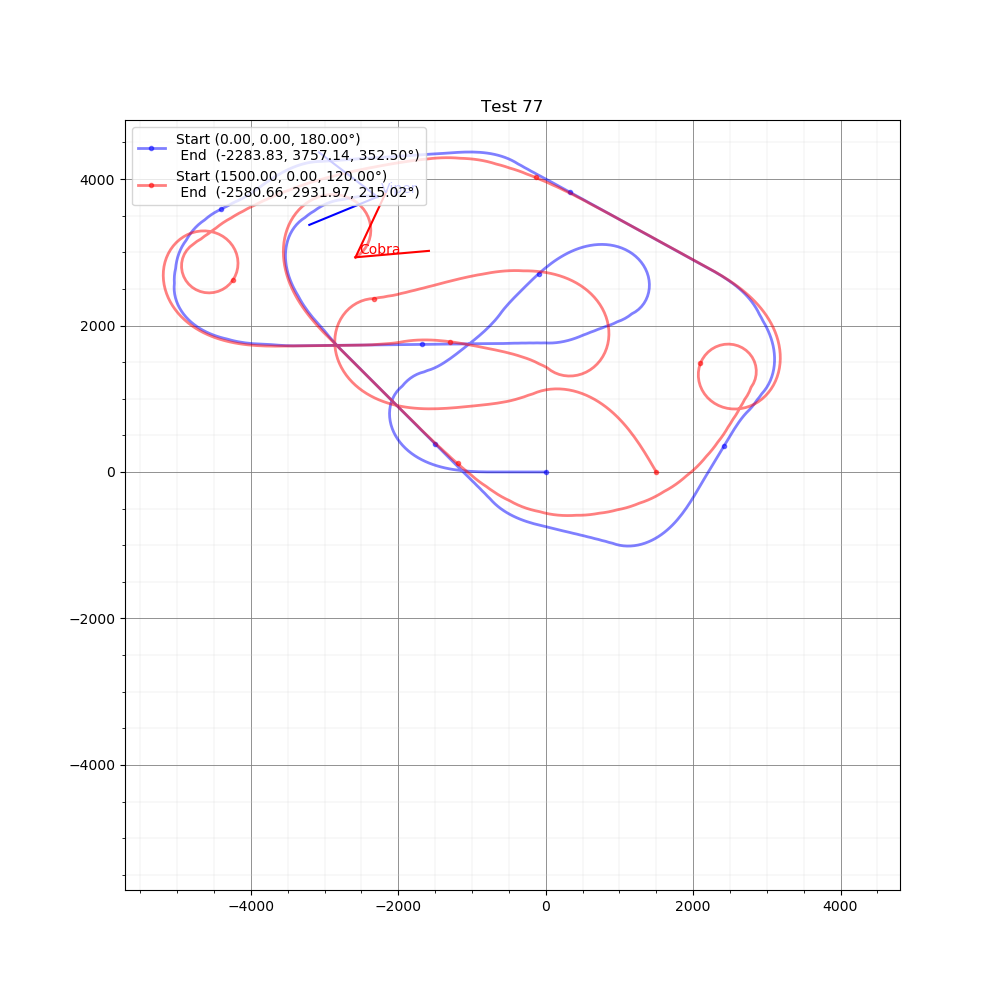 Test 77
Start (0.00, 0.00, 180.00°)
End (-2283.83, 3757.14, 352.50°)
Start (1500.00, 0.00, 120.00°)
End (-2580.66, 2931.97, 215.02°)
Cobra
4000
2000
0
−2000
−4000
−4000
−2000
0
2000
4000